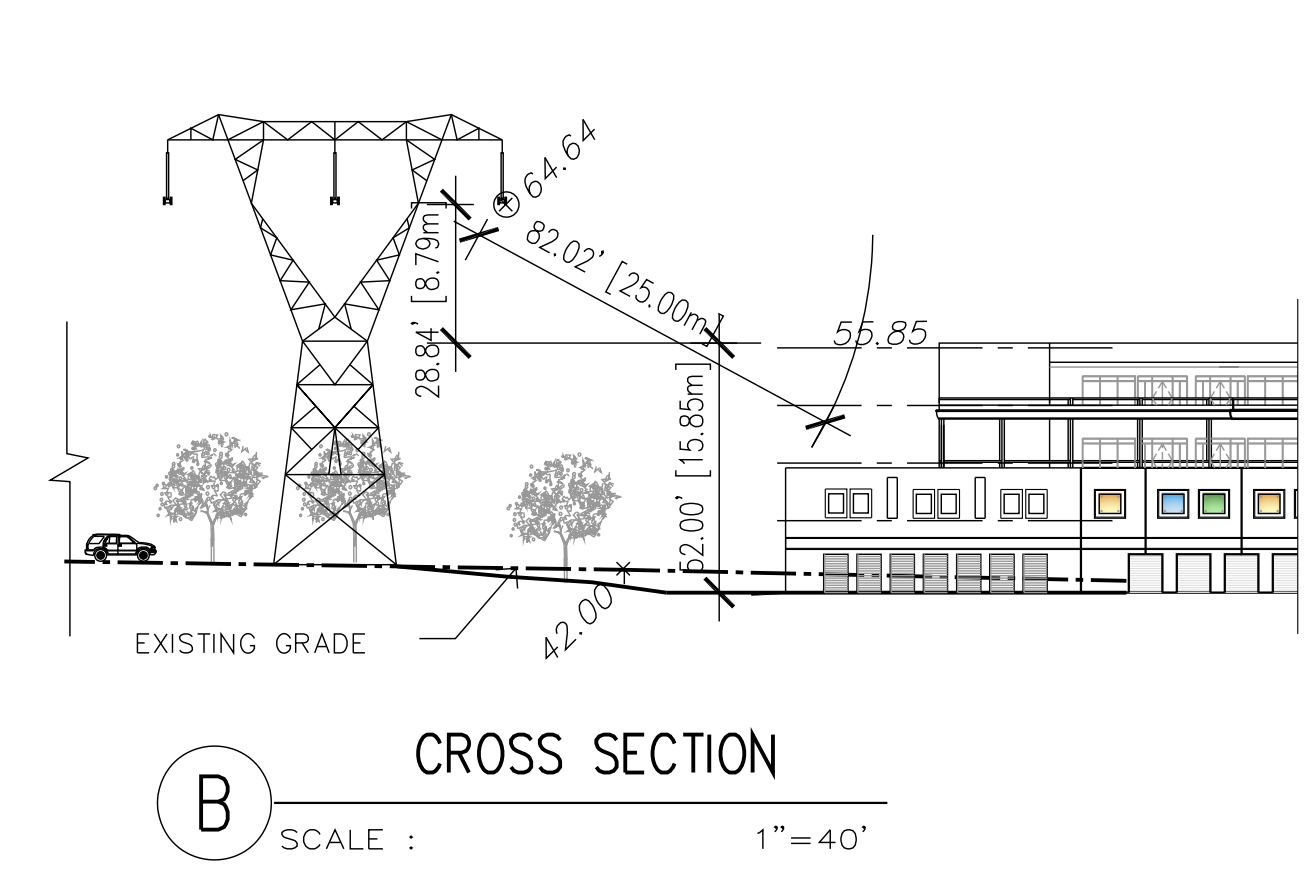 64.64
82.02' [25.00m]
28.84' [8.79m]
55.85
52.00' [15.85m]
42.00
EXISTING GRADE
CROSS SECTION
B
SCALE : 1”=40’